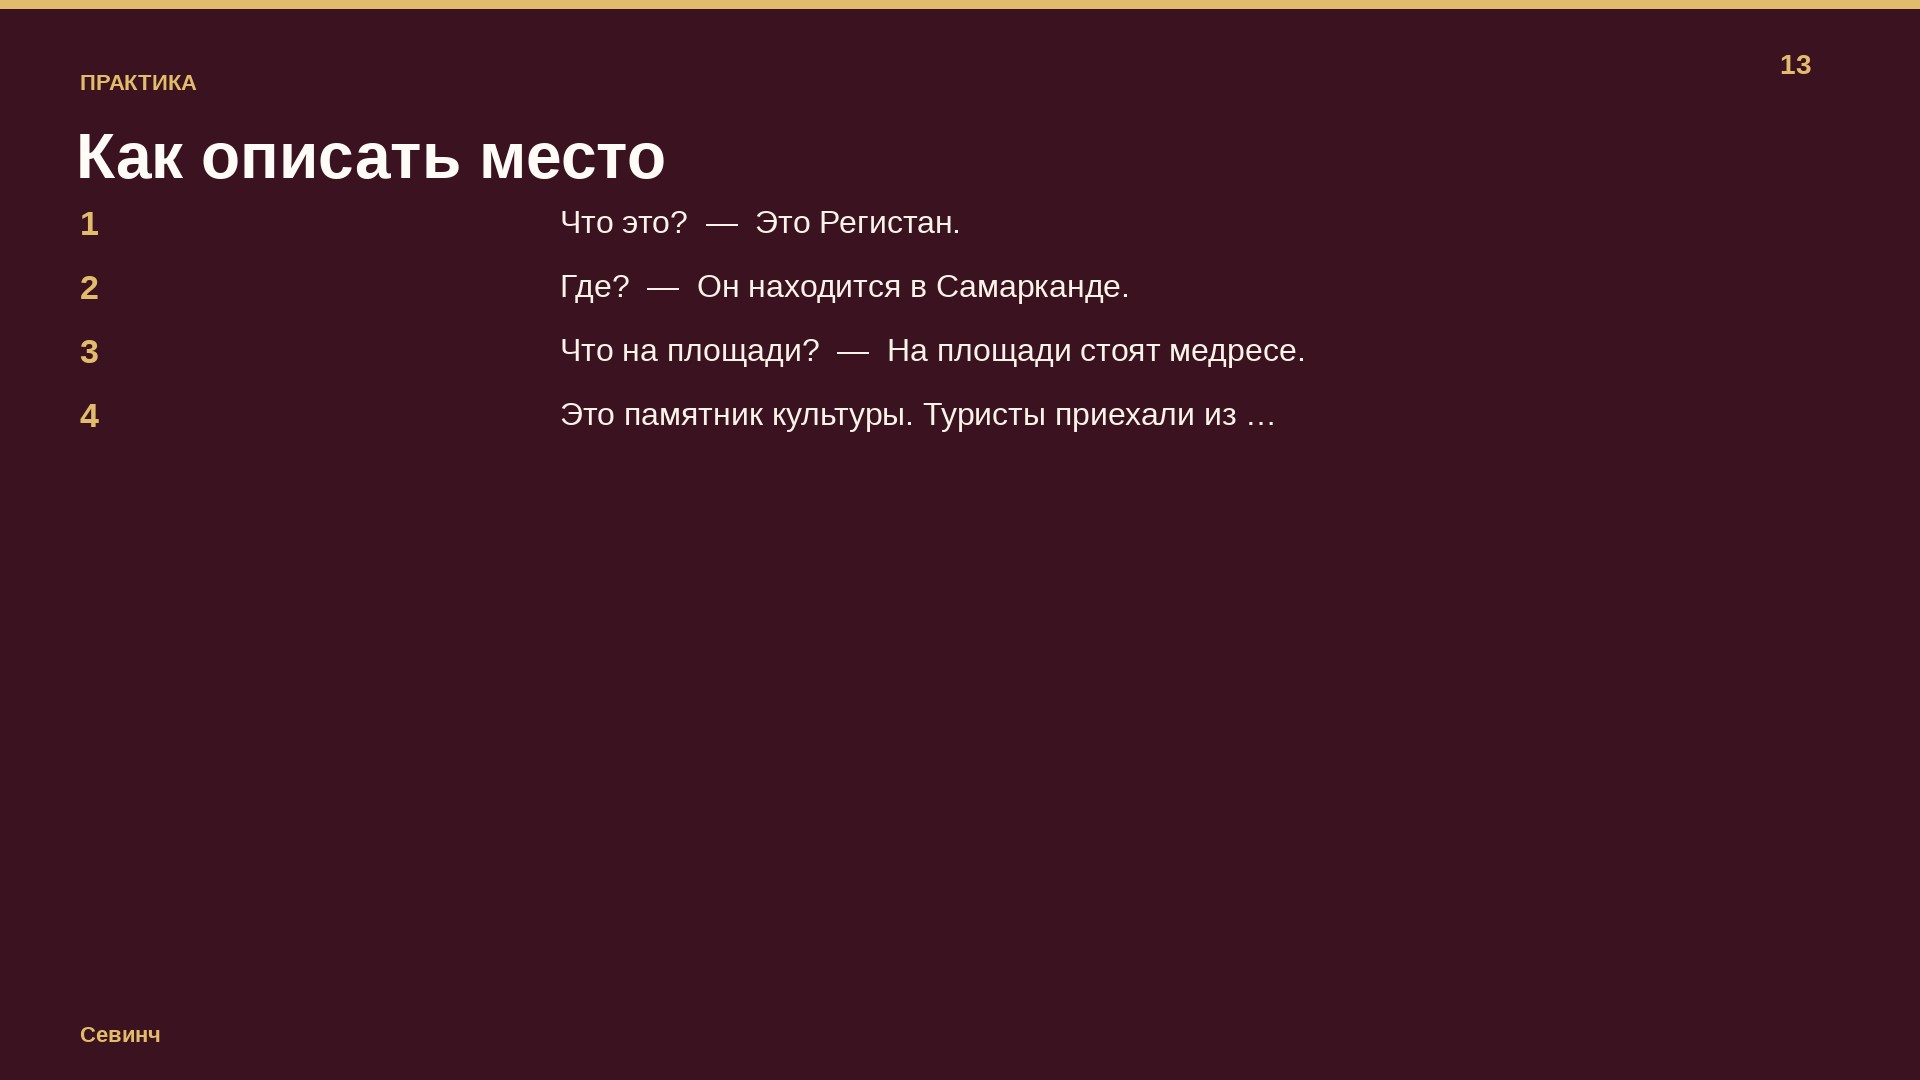 ПРАКТИКА
13
Как описать место
1 Что это? — Это Регистан.
2 Где? — Он находится в Самарканде.
3 Что на площади? — На площади стоят медресе.
4 Это памятник культуры. Туристы приехали из …
Севинч